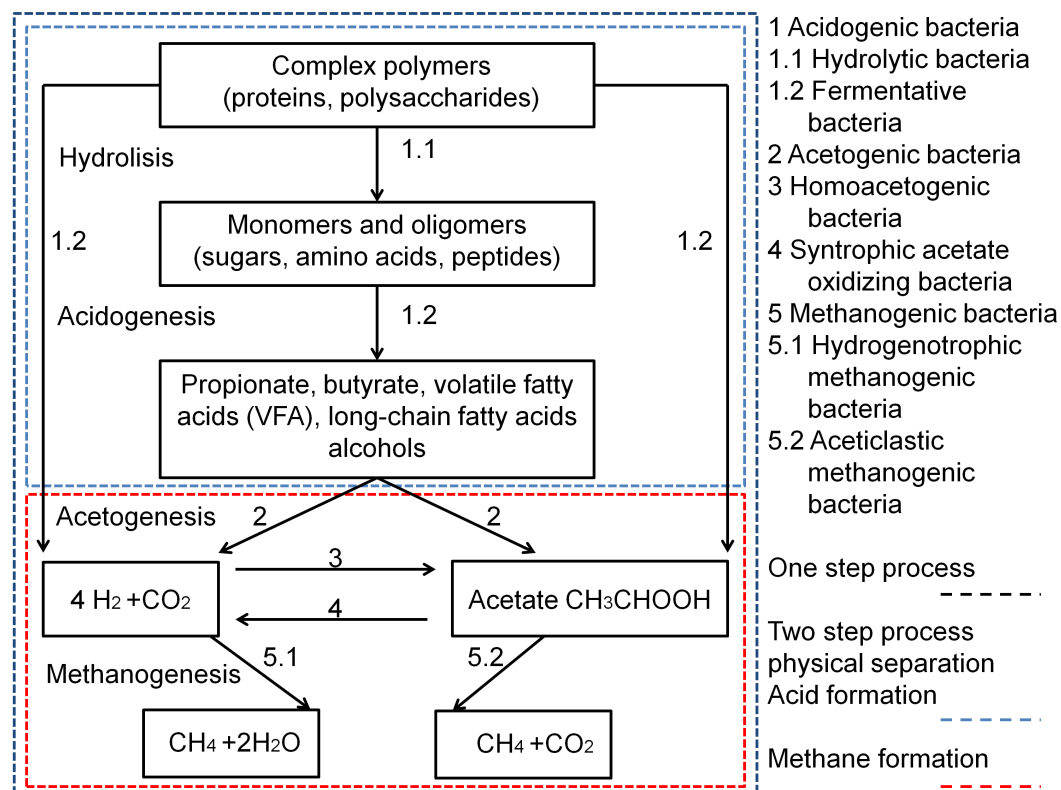 Complex polymers
(proteins, polysaccharides)
Hydrolisis
1.1
1.2
1.2
Monomers and oligomers
(sugars, amino acids, peptides)
Acidogenesis
1.2
Propionate, butyrate, volatile fatty
acids (VFA), long-chain fatty acids
alcohols
Acetogenesis
2
2
3
4 H₂ +CO₂
4
Acetate CH₃CHOOH
Methanogenesis
5.1
5.2
CH₄ +2H₂O
CH₄ +CO₂
1 Acidogenic bacteria
1.1 Hydrolytic bacteria
1.2 Fermentative
bacteria
2 Acetogenic bacteria
3 Homoacetogenic
bacteria
4 Syntrophic acetate
oxidizing bacteria
5 Methanogenic bacteria
5.1 Hydrogenotrophic
methanogenic
bacteria
5.2 Aceticlastic
methanogenic
bacteria
One step process
Two step process
physical separation
Acid formation
Methane formation